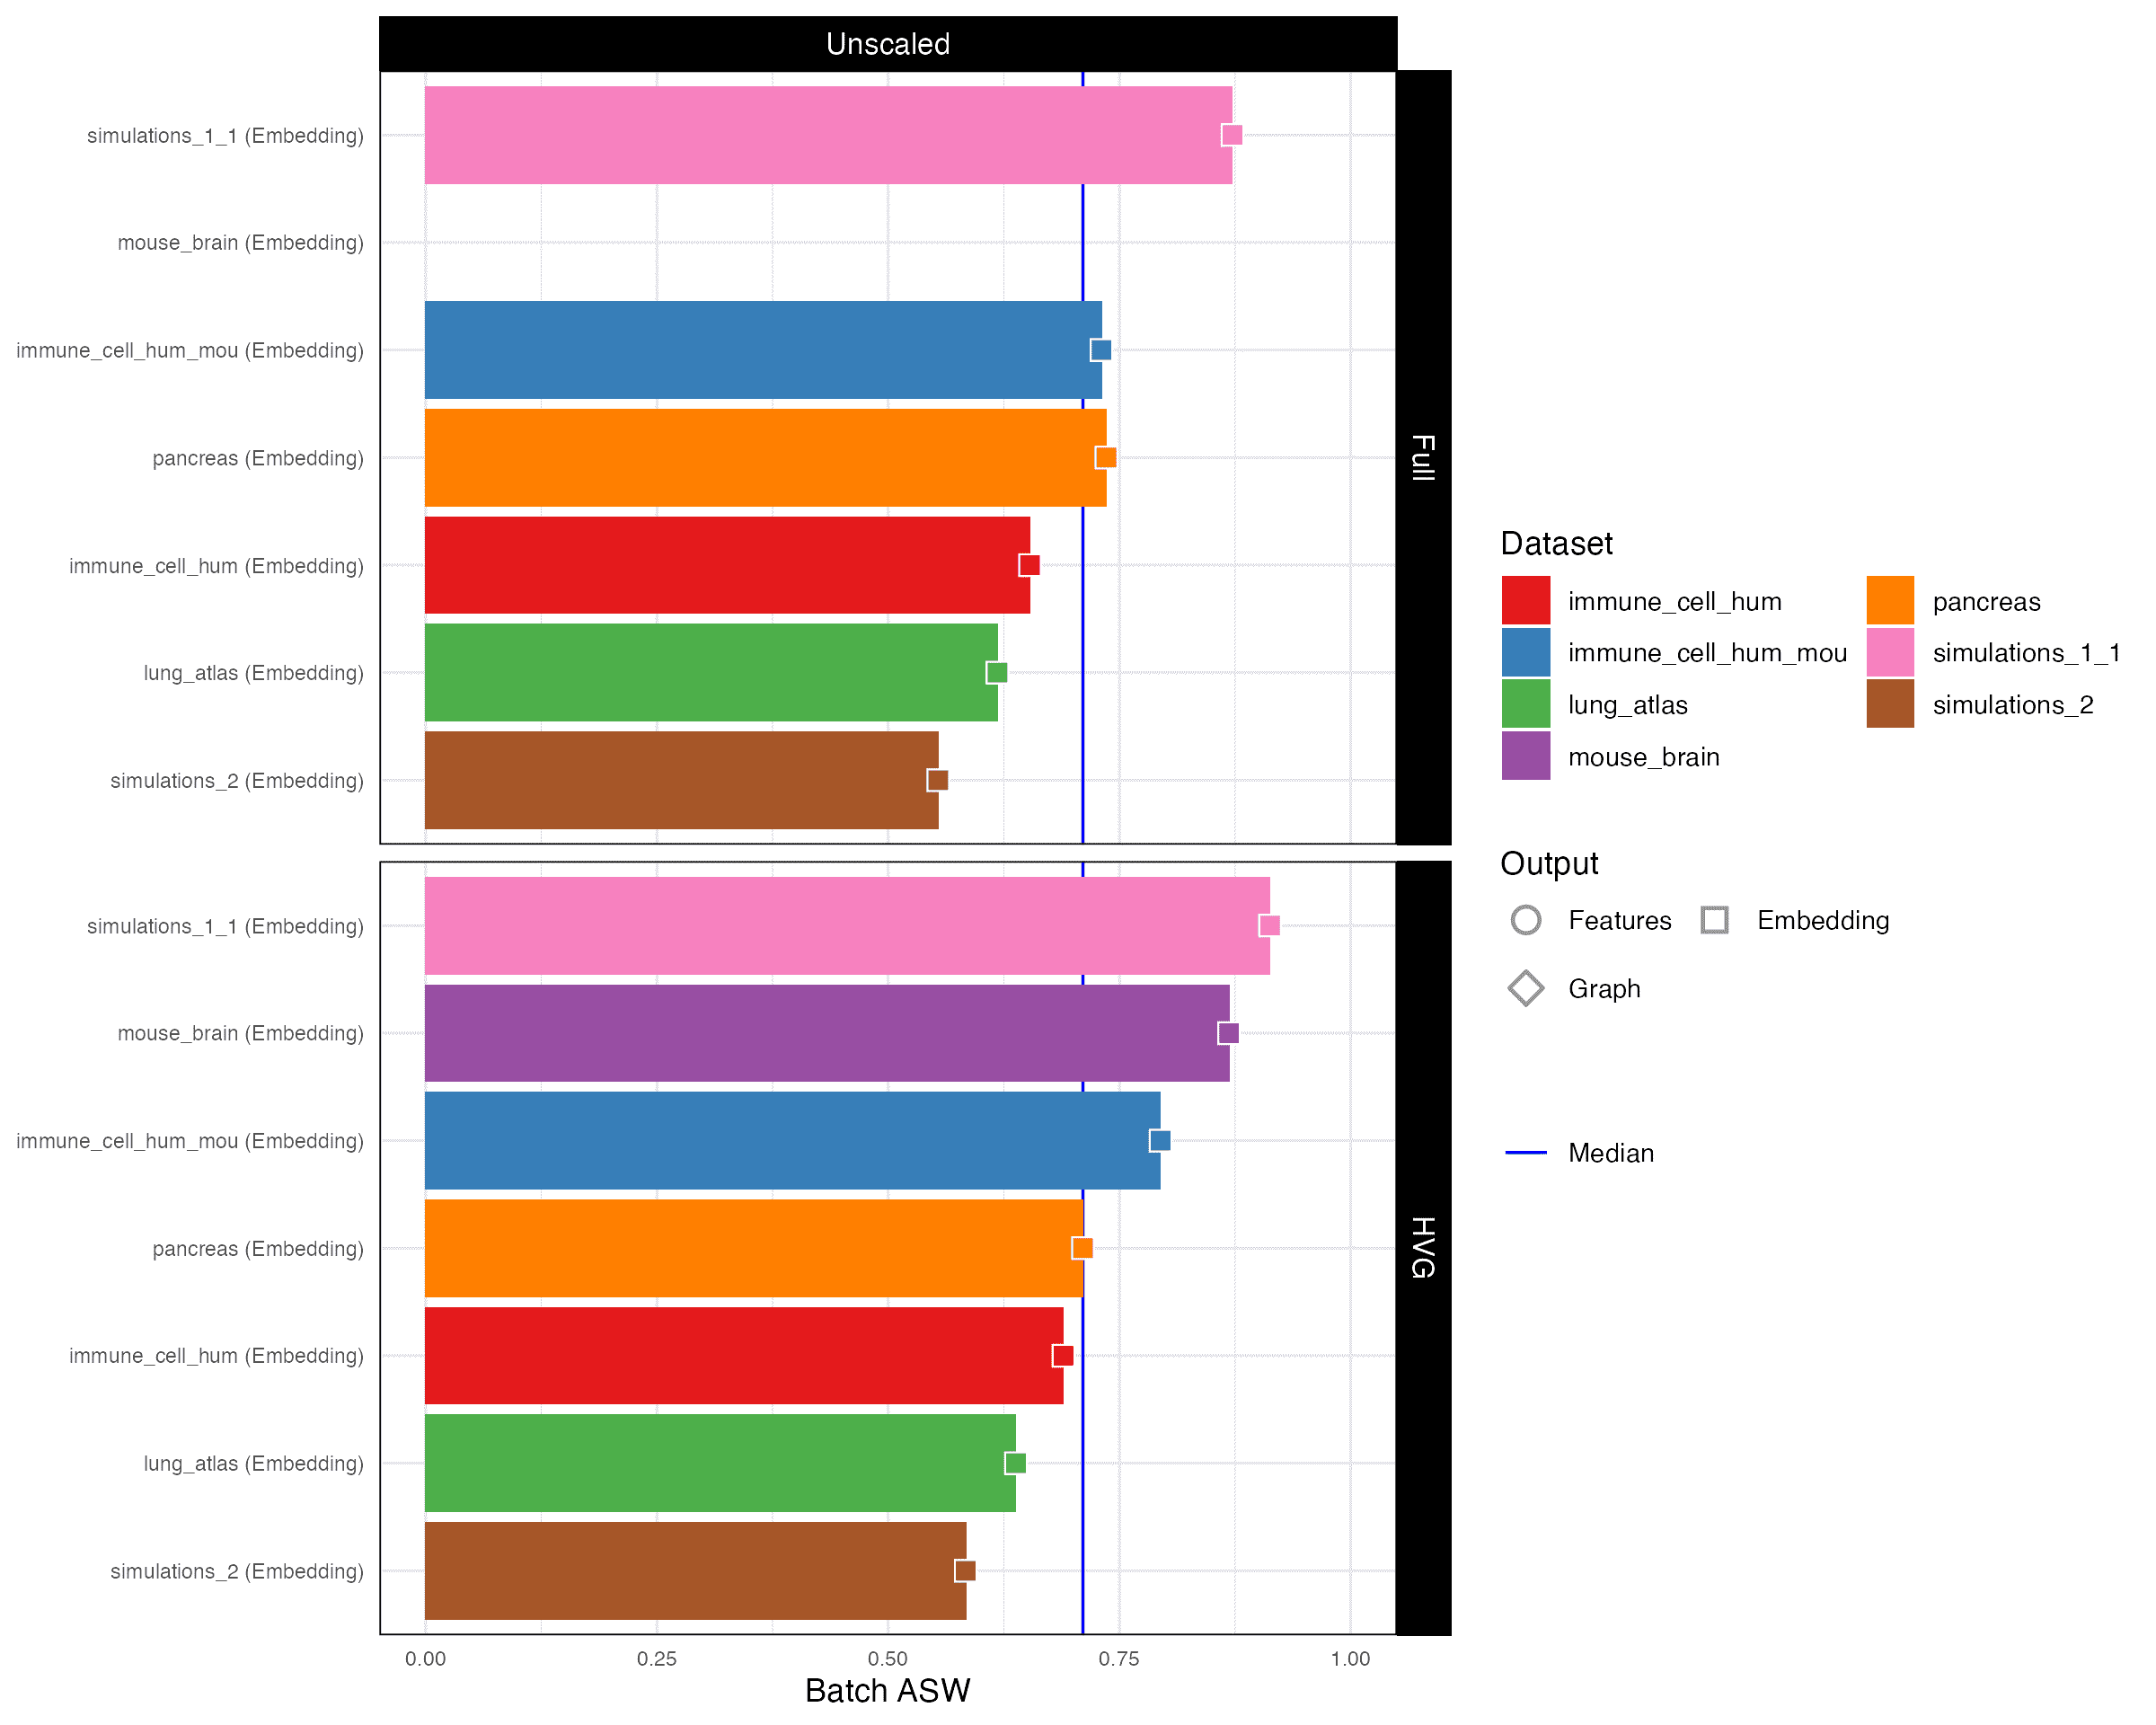 Unscaled
simulations_1_1 (Embedding)
mouse_brain (Embedding)
immune_cell_hum_mou (Embedding)
pancreas (Embedding)
immune_cell_hum (Embedding)
lung_atlas (Embedding)
simulations_2 (Embedding)
Full
simulations_1_1 (Embedding)
mouse_brain (Embedding)
immune_cell_hum_mou (Embedding)
pancreas (Embedding)
immune_cell_hum (Embedding)
lung_atlas (Embedding)
simulations_2 (Embedding)
HVG
0.00 0.25 0.50 0.75 1.00
Batch ASW
Dataset
immune_cell_hum pancreas
immune_cell_hum_mou simulations_1_1
lung_atlas simulations_2
mouse_brain
Output
Features Embedding
Graph
Median